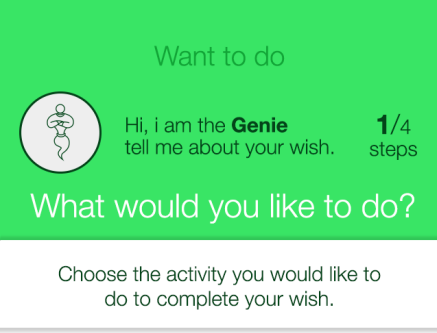 Want to do
Hi, i am the Genie
tell me about your wish.
1/4
steps
What would you like to do?
Choose the activity you would like to
do to complete your wish.